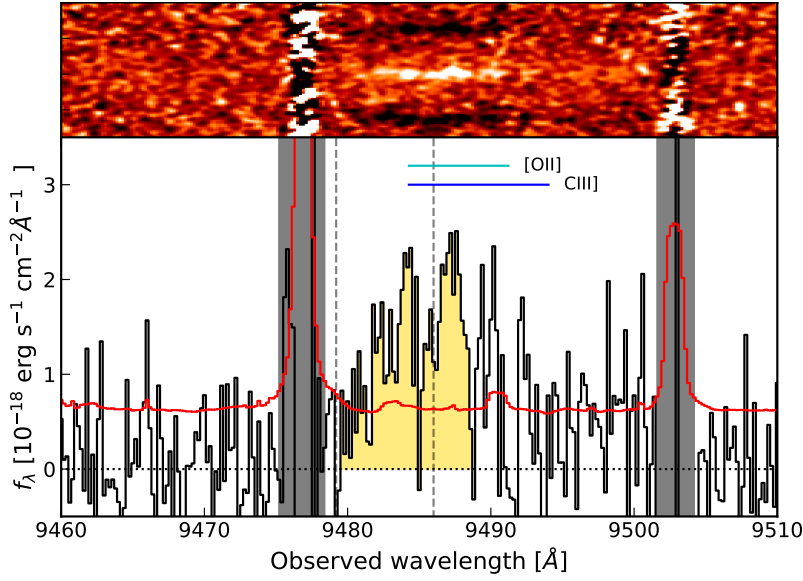 [OII]
CIII]
3
2
1
0
f_λ [10⁻¹⁸ erg s⁻¹ cm⁻²Å⁻¹ ]
9460 9470 9480 9490 9500 9510
Observed wavelength [Å]